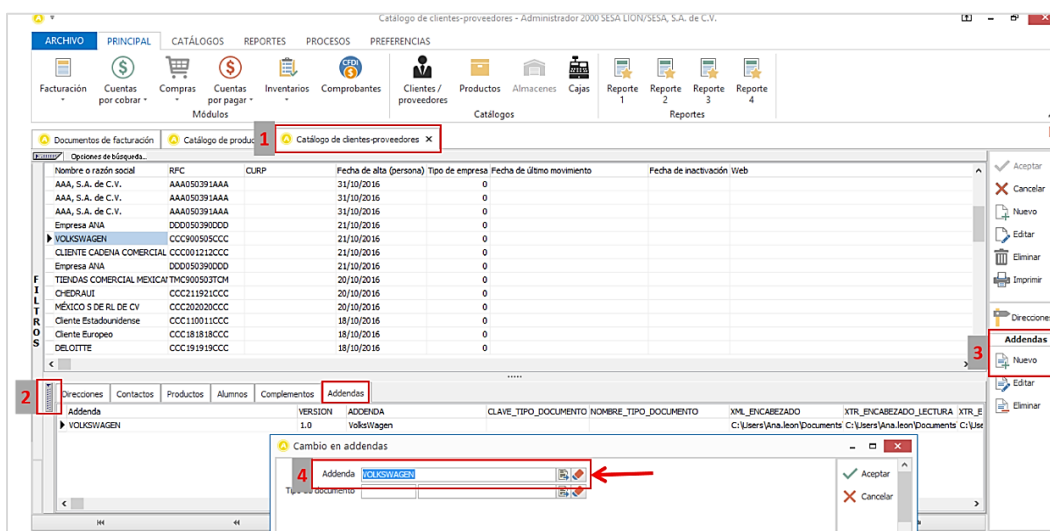 Catálogo de clientes-proveedores - Administrador 2000 SESA LION/SESA, S.A. de C.V.
ARCHIVO PRINCIPAL CATÁLOGOS REPORTES PROCESOS PREFERENCIAS
Facturación Cuentas por cobrar Compras Cuentas por pagar Inventarios Comprobantes Clientes / proveedores Productos Almacenes Cajas Reporte 1 Reporte 2 Reporte 3 Reporte 4
Módulos Catálogos Reportes
Documentos de facturación Catálogo de produc 1 Catálogo de clientes-proveedores
Opciones de búsqueda...
Nombre o razón social RFC CURP Fecha de alta (persona) Tipo de empresa Fecha de último movimiento Fecha de inactivación Web
AAA, S.A. de C.V. AAA050391AAA 31/10/2016 0
AAA, S.A. de C.V. AAA050391AAA 31/10/2016 0
AAA, S.A. de C.V. AAA050391AAA 31/10/2016 0
Empresa ANA DDD050390DDD 21/10/2016 0
VOLKSWAGEN CCC900505CCC 21/10/2016 0
CLIENTE CADENA COMERCIAL CCC001212CCC 21/10/2016 0
Empresa ANA DDD050390DDD 21/10/2016 0
TIENDAS COMERCIAL MEXICAN TMC900503TCM 20/10/2016 0
CHEDRAUI CCC211921CCC 20/10/2016 0
MÉXICO S DE RL DE CV CCC202020CCC 20/10/2016 0
Cliente Estadounidense CCC110011CCC 18/10/2016 0
Cliente Europeo CCC181818CCC 18/10/2016 0
DELOITTE CCC191919CCC 18/10/2016 0
FILTROS
Aceptar
Cancelar
Nuevo
Editar
Eliminar
Imprimir
Direcciones
Addendas
3 Nuevo
Editar
Eliminar
2 Direcciones Contactos Productos Alumnos Complementos Addendas
Addenda VERSION ADDENDA CLAVE_TIPO_DOCUMENTO NOMBRE_TIPO_DOCUMENTO XML_ENCABEZADO XTR_ENCABEZADO_LECTURA XTR_E
VOLKSWAGEN 1.0 VolksWagen C:\Users\Ana.leon\Documents C:\Users\Ana.leon\Documents C:\Use
Cambio en addendas
4 Addenda VOLKSWAGEN Aceptar
Tipo de documento Cancelar